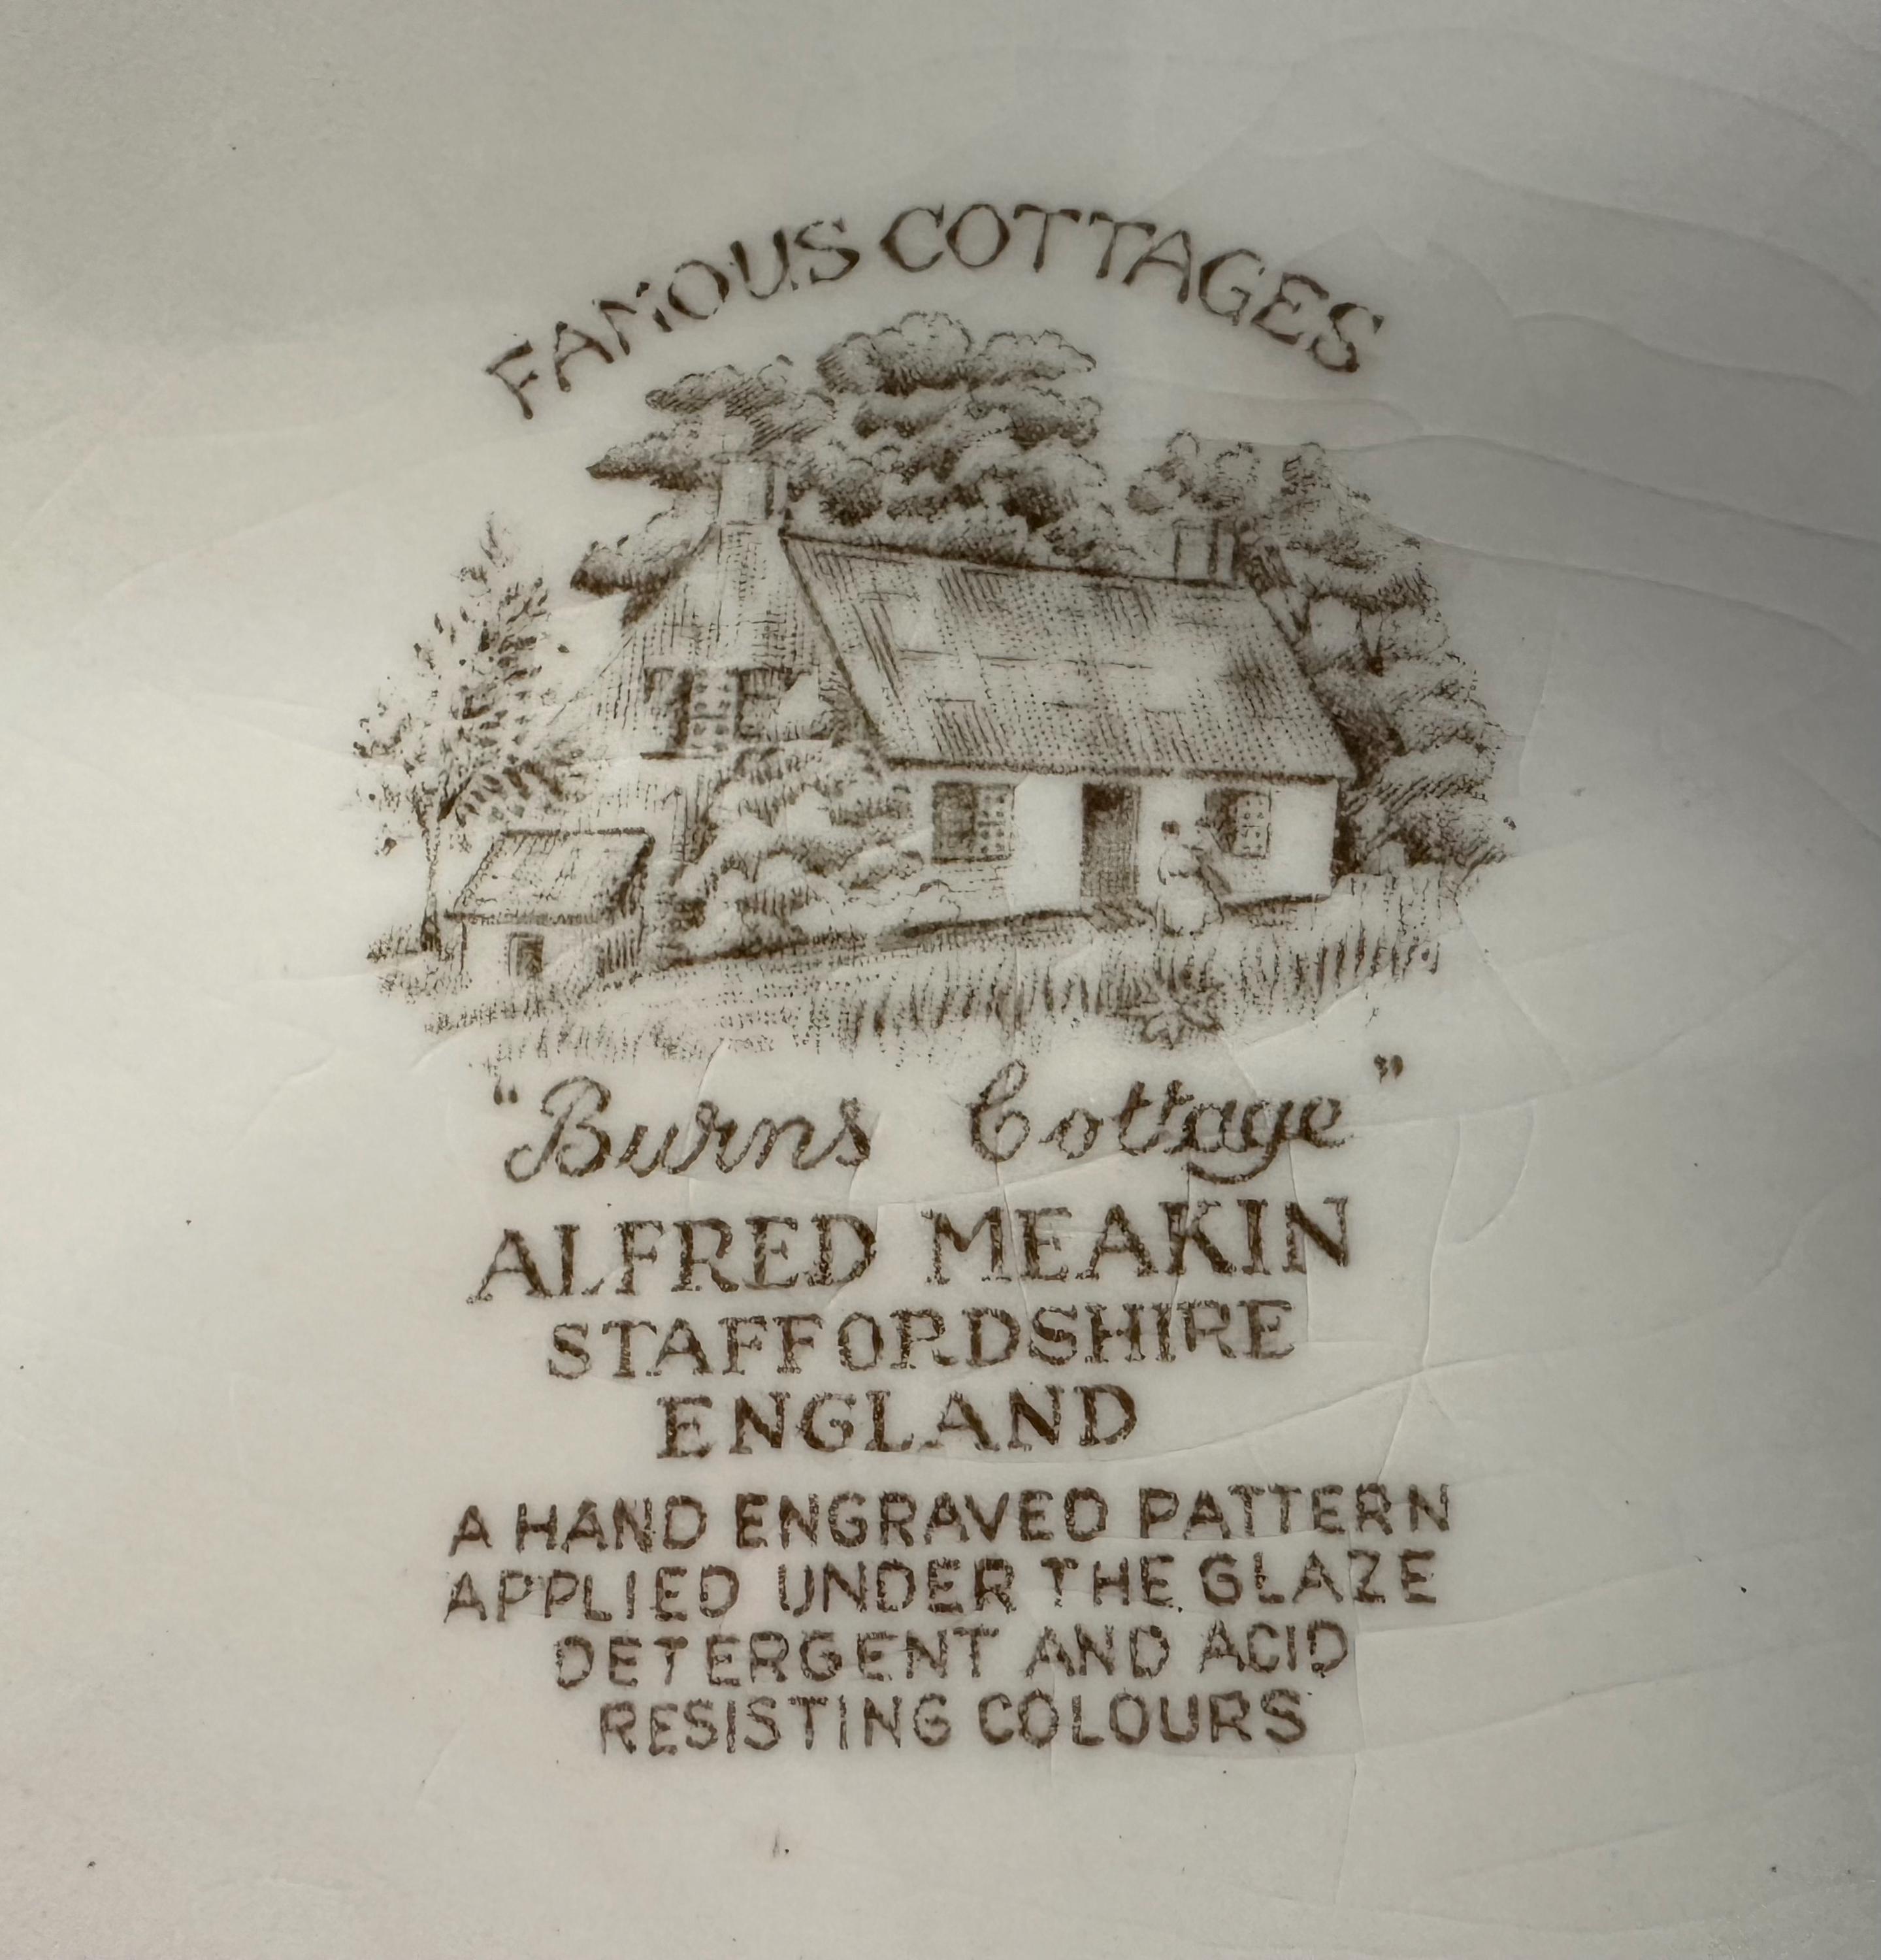 FAMOUS COTTAGES
"Burns Cottage"
ALFRED MEAKIN
STAFFORDSHIRE
ENGLAND
A HAND ENGRAVED PATTERN
APPLIED UNDER THE GLAZE
DETERGENT AND ACID
RESISTING COLOURS